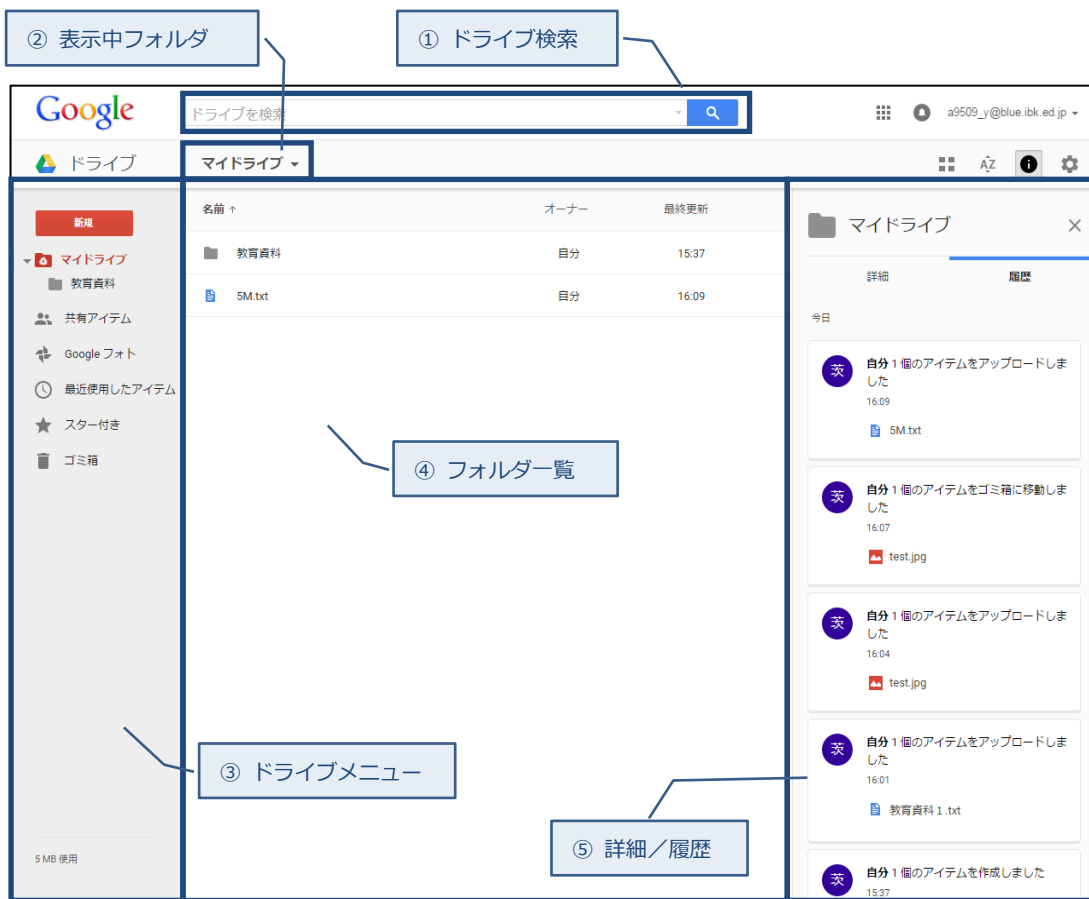 ② 表示中フォルダ
① ドライブ検索
Google
ドライブを検索
a9509_y@blue.ibk.ed.jp
ドライブ
マイドライブ
AZ
新規
マイドライブ
教育資料
共有アイテム
Google フォト
最近使用したアイテム
スター付き
ゴミ箱
5 MB 使用
名前 ↑
オーナー
最終更新
教育資料
自分
15:37
5M.txt
自分
16:09
④ フォルダ一覧
③ ドライブメニュー
⑤ 詳細／履歴
マイドライブ
詳細
履歴
今日
茨
自分 1 個のアイテムをアップロードしま
した
16:09
5M.txt
茨
自分 1 個のアイテムをゴミ箱に移動しま
した
16:07
test.jpg
茨
自分 1 個のアイテムをアップロードしま
した
16:04
test.jpg
茨
自分 1 個のアイテムをアップロードしま
した
16:01
教育資料１.txt
茨
自分 1 個のアイテムを作成しました
15:37